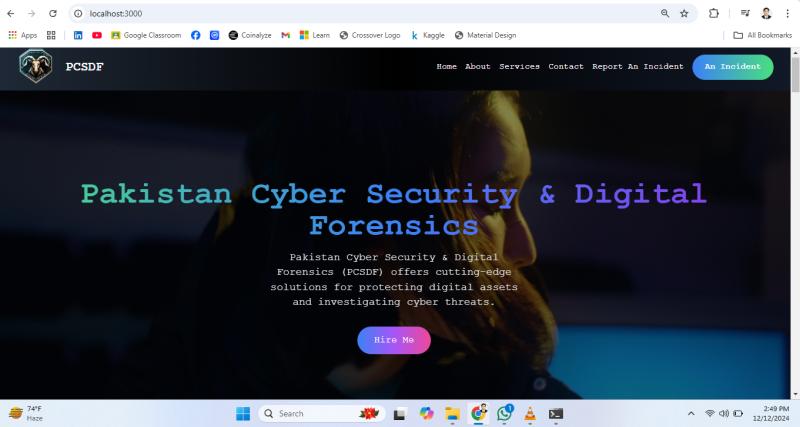 localhost:3000
Apps
Google Classroom
Coinalyze
Learn
Crossover Logo
Kaggle
Material Design
All Bookmarks
PCSDF
Home About Services Contact Report An Incident
An Incident
Pakistan Cyber Security & Digital
Forensics
Pakistan Cyber Security & Digital
Forensics (PCSDF) offers cutting-edge
solutions for protecting digital assets
and investigating cyber threats.
Hire Me
74°F
Haze
Search
1
2:49 PM
12/12/2024